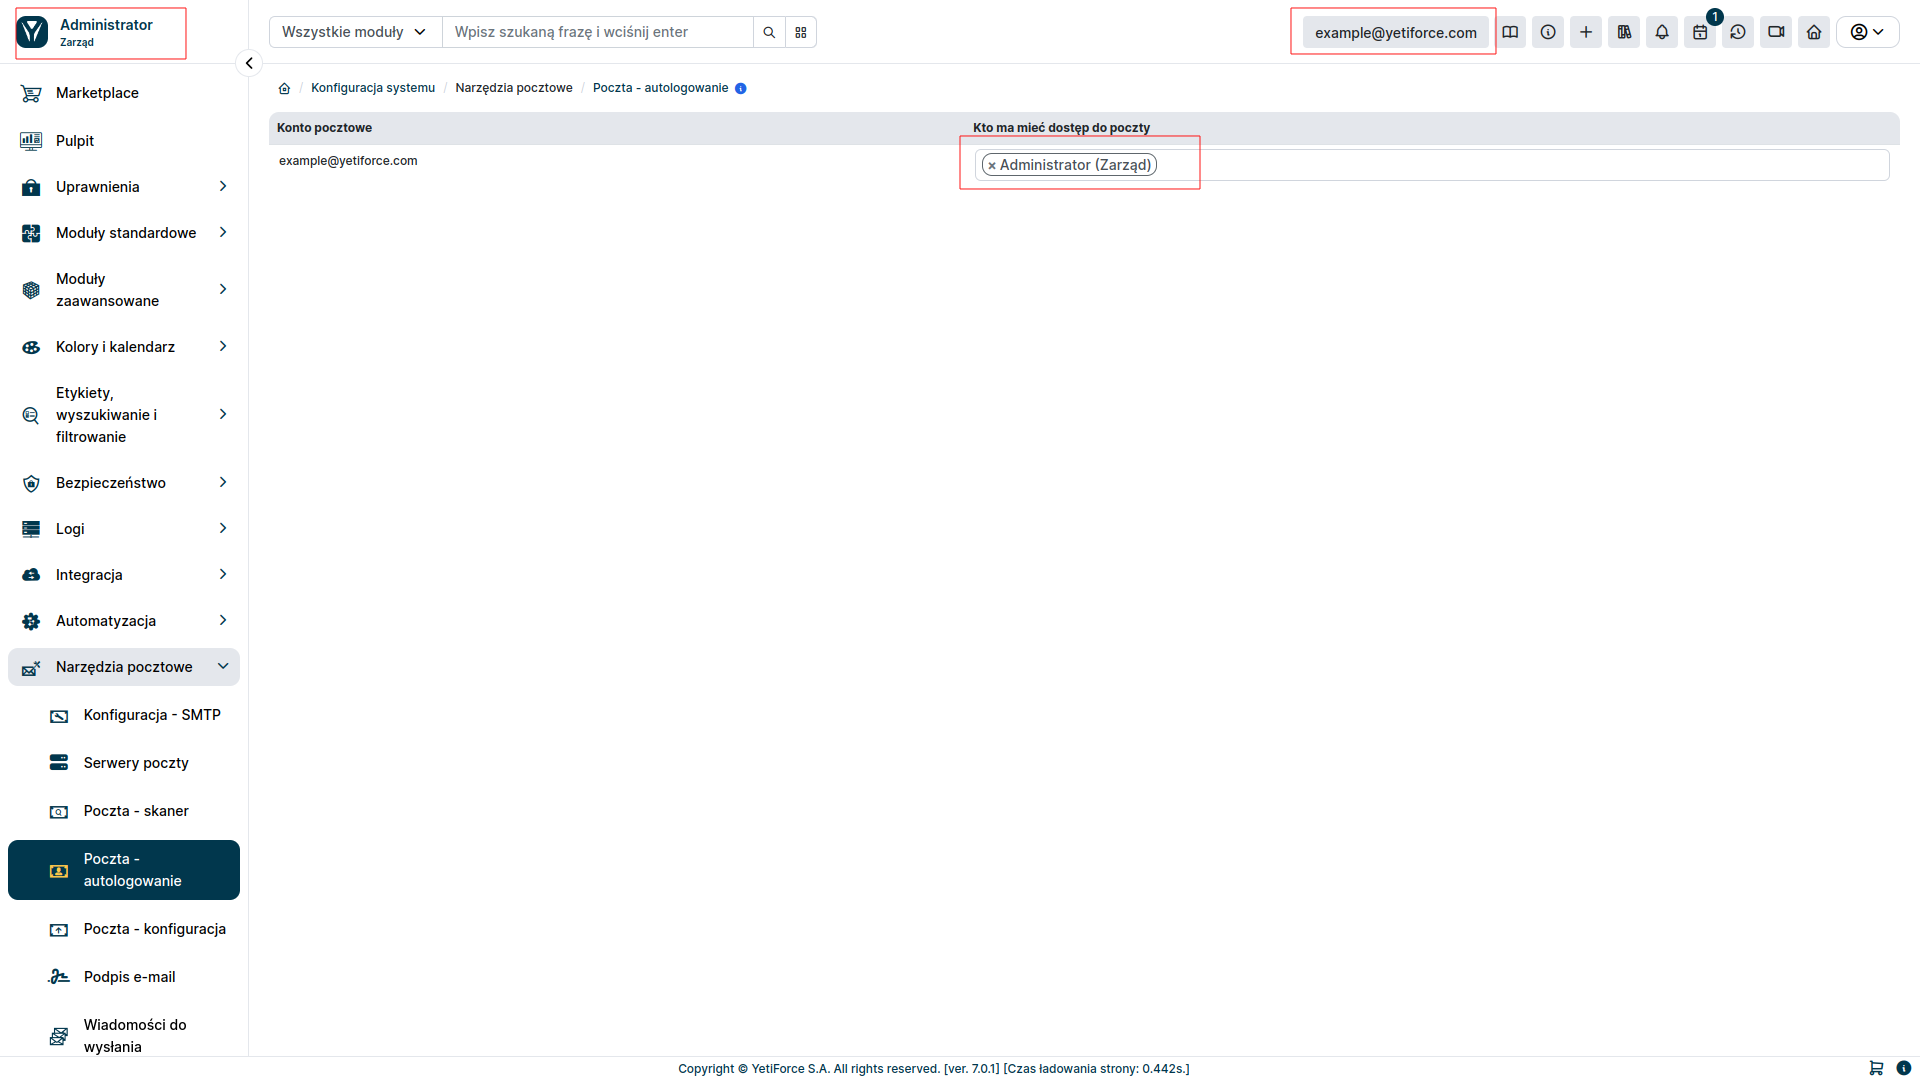 Administrator
Zarząd
Wszystkie moduły
Wpisz szukaną frazę i wciśnij enter
example@yetiforce.com
1
Konfiguracja systemu / Narzędzia pocztowe / Poczta - autologowanie
Konto pocztowe
Kto ma mieć dostęp do poczty
example@yetiforce.com
× Administrator (Zarząd)
Marketplace
Pulpit
Uprawnienia
Moduły standardowe
Moduły
zaawansowane
Kolory i kalendarz
Etykiety,
wyszukiwanie i
filtrowanie
Bezpieczeństwo
Logi
Integracja
Automatyzacja
Narzędzia pocztowe
Konfiguracja - SMTP
Serwery poczty
Poczta - skaner
Poczta -
autologowanie
Poczta - konfiguracja
Podpis e-mail
Wiadomości do
wysłania
Copyright © YetiForce S.A. All rights reserved. [ver. 7.0.1] [Czas ładowania strony: 0.442s.]